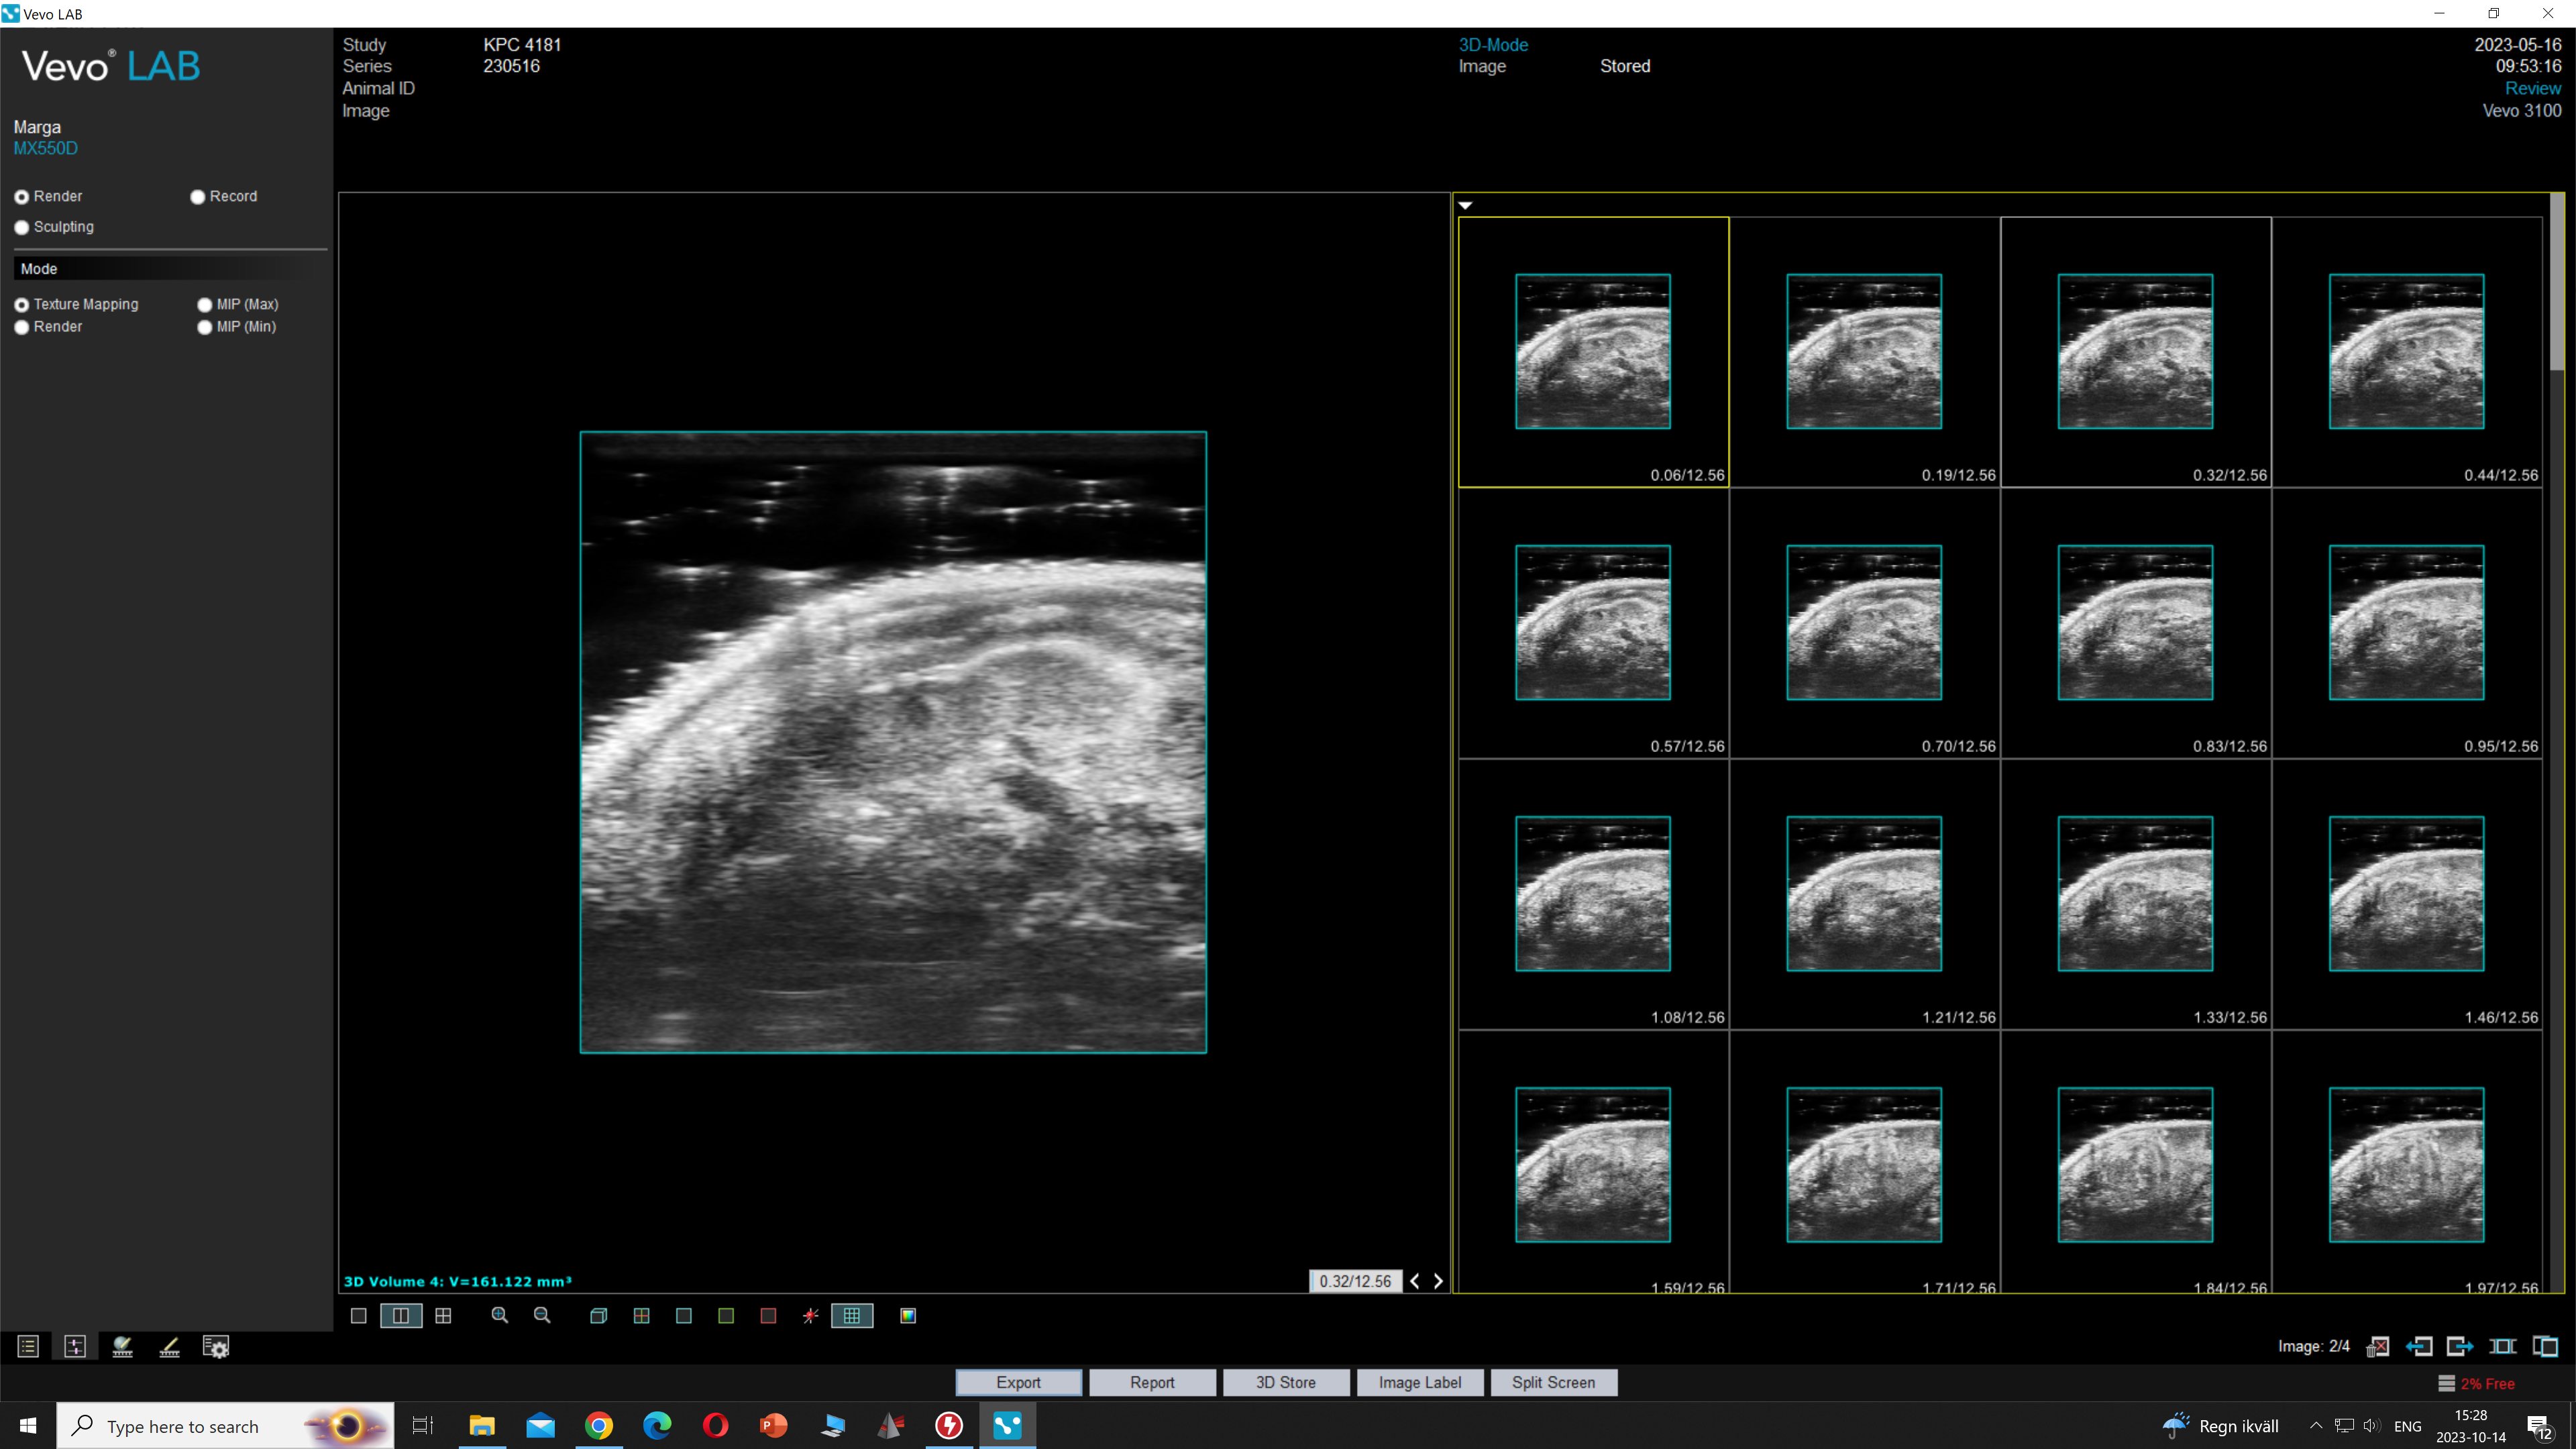 Vevo LAB
Vevo® LAB
Study KPC 4181
Series 230516
Animal ID
Image
3D-Mode
Image Stored
2023-05-16
09:53:16
Review
Vevo 3100
Marga
MX550D
Render Record
Sculpting
Mode
Texture Mapping MIP (Max)
Render MIP (Min)
0.06/12.56 0.19/12.56 0.32/12.56 0.44/12.56
0.57/12.56 0.70/12.56 0.83/12.56 0.95/12.56
1.08/12.56 1.21/12.56 1.33/12.56 1.46/12.56
1.59/12.56 1.71/12.56 1.84/12.56 1.97/12.56
3D Volume 4: V=161.122 mm³
0.32/12.56
Image: 2/4
Export Report 3D Store Image Label Split Screen
2% Free
Type here to search
P
Regn ikväll
ENG
15:28
2023-10-14
12